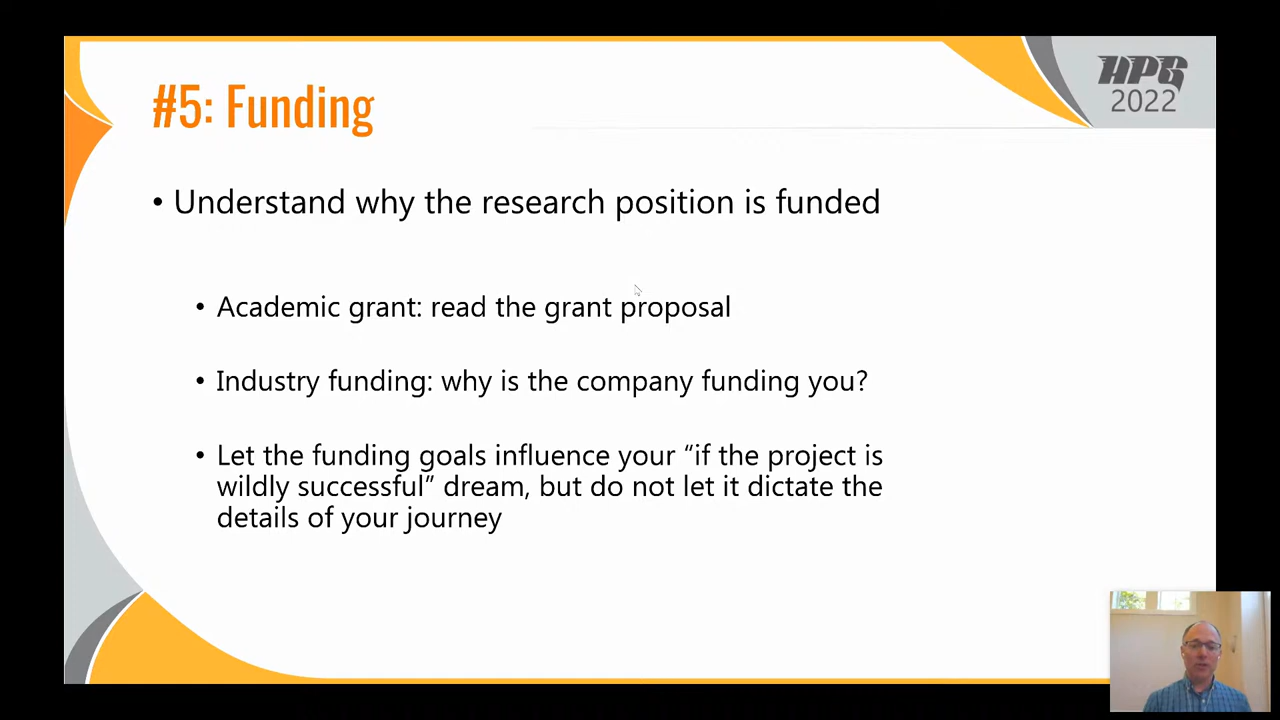 #5: Funding
HPG
2022
• Understand why the research position is funded
• Academic grant: read the grant proposal
• Industry funding: why is the company funding you?
• Let the funding goals influence your “if the project is
wildly successful” dream, but do not let it dictate the
details of your journey